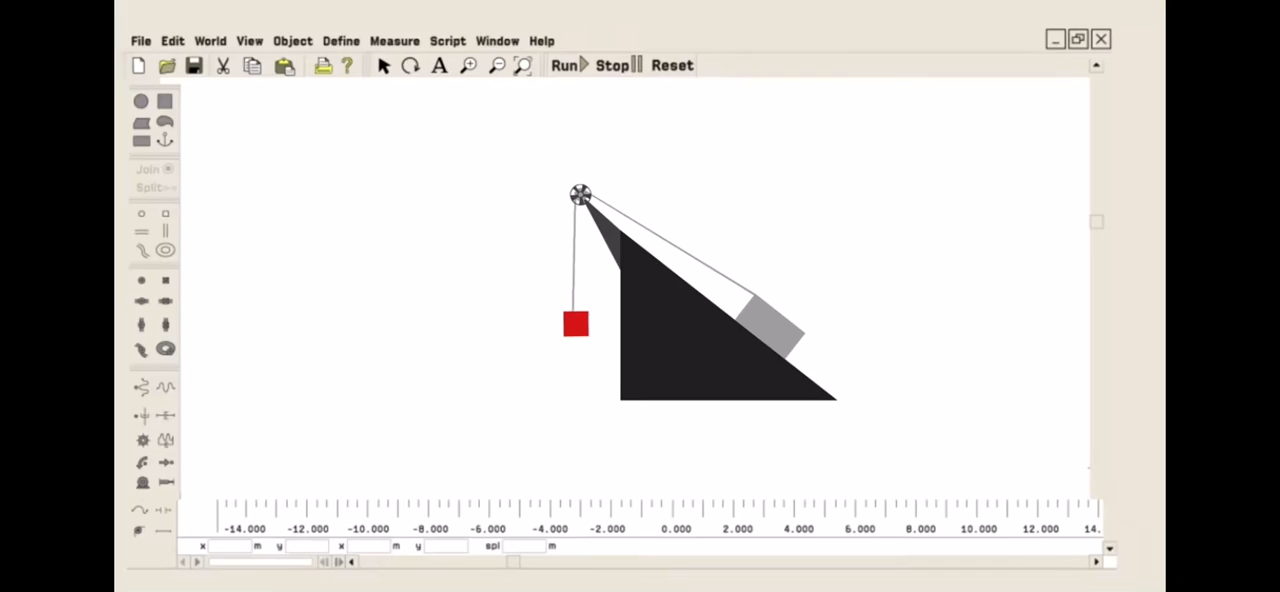 File Edit World View Object Define Measure Script Window Help
A ? Run Stop Reset
Join
Split
-14.000 -12.000 -10.000 -8.000 -6.000 -4.000 -2.000 0.000 2.000 4.000 6.000 8.000 10.000 12.000 14.
x m y x m y spl m